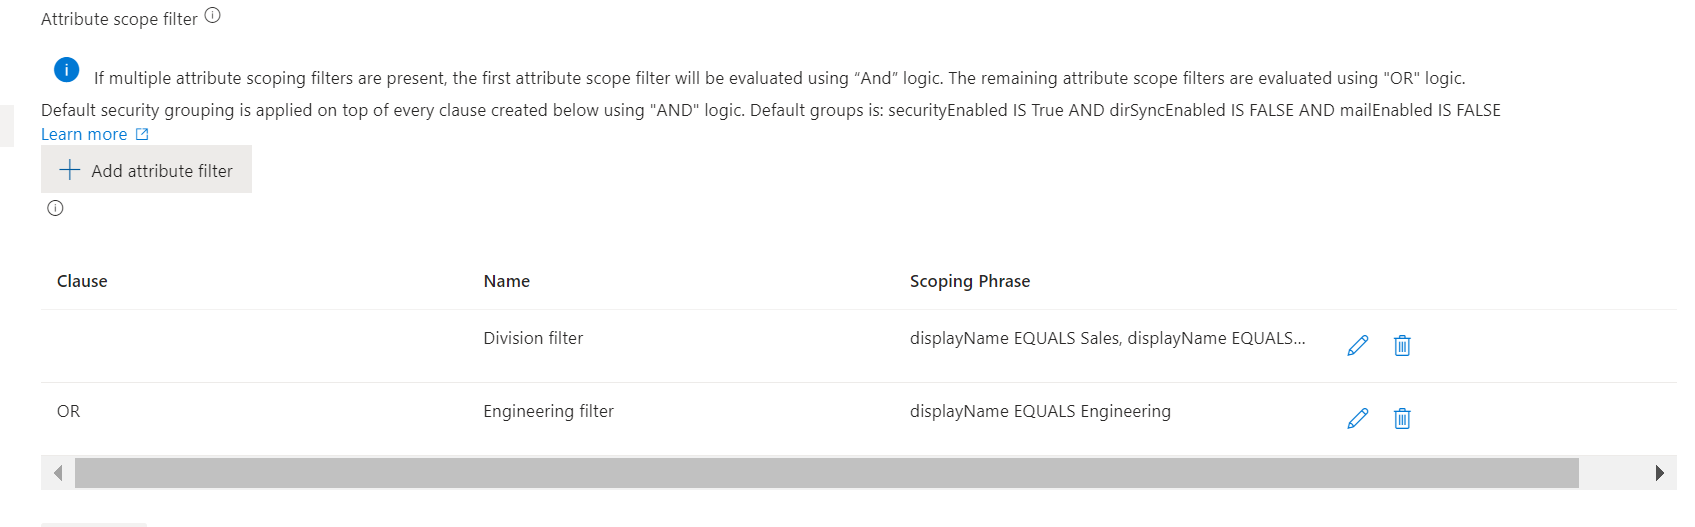 Attribute scope filter
If multiple attribute scoping filters are present, the first attribute scope filter will be evaluated using “And” logic. The remaining attribute scope filters are evaluated using "OR" logic.
Default security grouping is applied on top of every clause created below using "AND" logic. Default groups is: securityEnabled IS True AND dirSyncEnabled IS FALSE AND mailEnabled IS FALSE
Learn more
Add attribute filter
Clause Name Scoping Phrase
Division filter displayName EQUALS Sales, displayName EQUALS...
OR Engineering filter displayName EQUALS Engineering